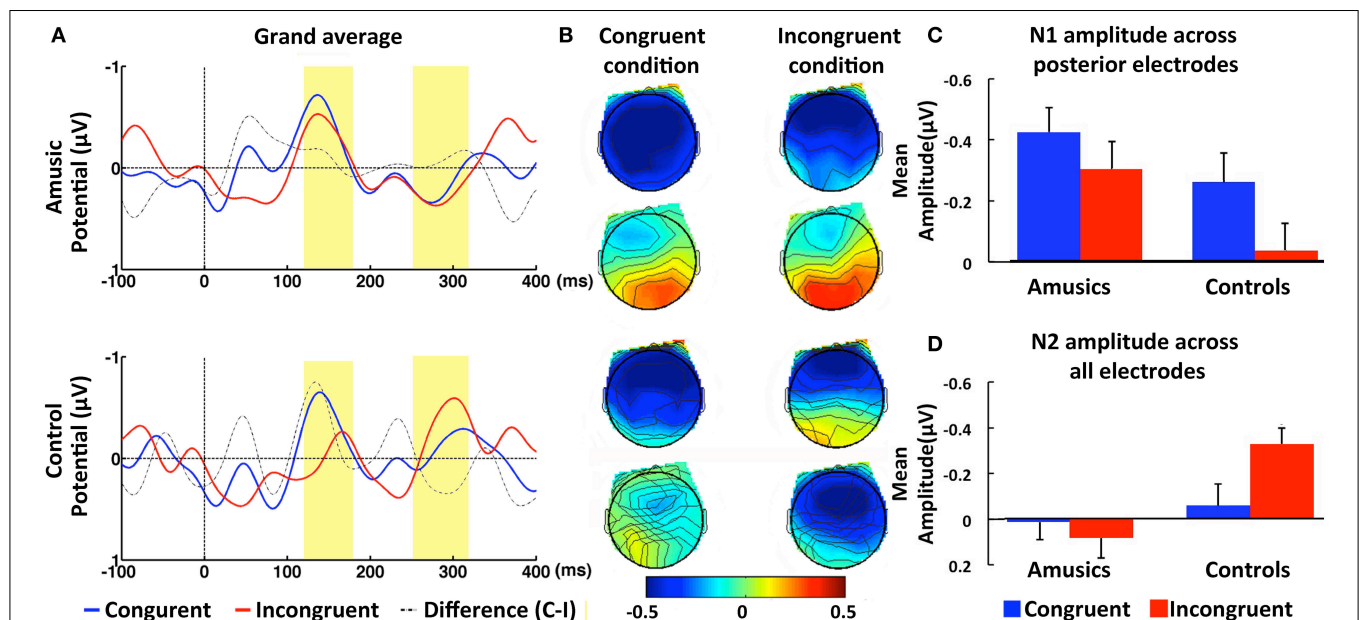 A
Grand average
-1
0
1
Amusic
Potential (µV)
-100
0
100
200
300
400
(ms)
-1
0
1
Control
Potential (µV)
-100
0
100
200
300
400
(ms)
Congurent
Incongruent
Difference (C-I)
B
Congruent
condition
Incongruent
condition
-0.5
0
0.5
C
N1 amplitude across
posterior electrodes
Mean
Amplitude(µV)
-0.6
-0.4
-0.2
0
Amusics
Controls
D
N2 amplitude across
all electrodes
Mean
Amplitude(µV)
-0.6
-0.4
-0.2
0
0.2
Amusics
Controls
Congruent
Incongruent